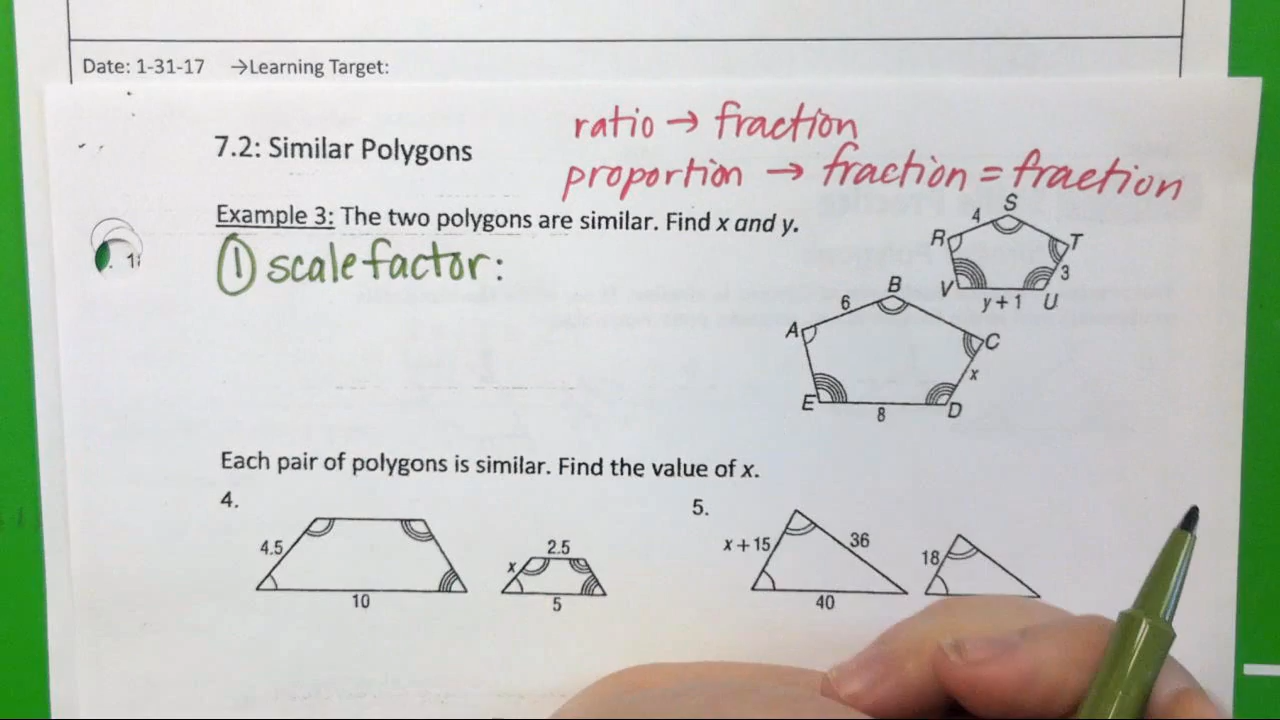 Date: 1-31-17 →Learning Target:
ratio → fraction
7.2: Similar Polygons
proportion → fraction = fraction
Example 3: The two polygons are similar. Find x and y.
① scale factor:
S
4
R
T
3
V
y + 1
U
B
6
A
C
x
E
8
D
Each pair of polygons is similar. Find the value of x.
4.
4.5
10
x
2.5
5
5.
x + 15
36
40
18